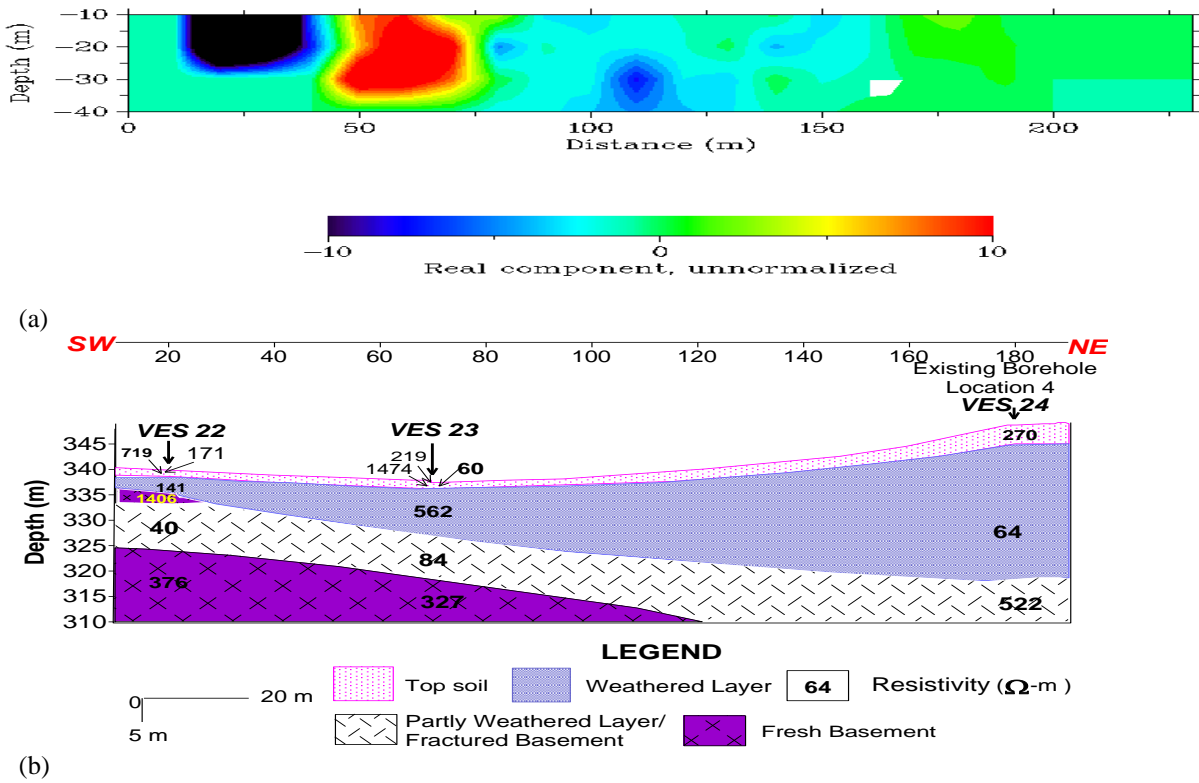 Depth (m)
−10
−20
−30
−40
0 50 100 150 200
Distance (m)
−10 0 10
Real component, unnormalized
(a)
SW 20 40 60 80 100 120 140 160 180 NE
Existing Borehole
Location 4
VES 22 VES 23 VES 24
719 171 219 1474 60 270
Depth (m)
345
340
335
330
325
320
315
310
141
1406
562
40
64
84
376
327
522
LEGEND
Top soil Weathered Layer 64 Resistivity (Ω-m )
0 20 m
5 m
Partly Weathered Layer/
Fractured Basement
Fresh Basement
(b)